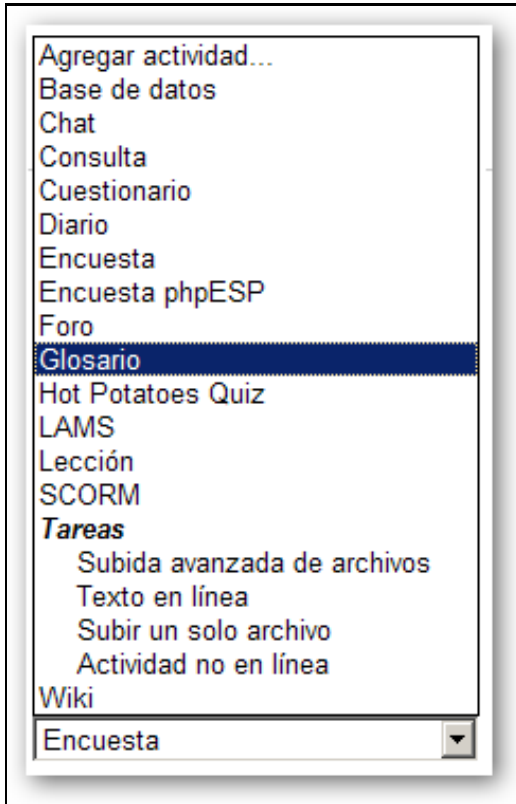 Agregar actividad...
Base de datos
Chat
Consulta
Cuestionario
Diario
Encuesta
Encuesta phpESP
Foro
Glosario
Hot Potatoes Quiz
LAMS
Lección
SCORM
Tareas
Subida avanzada de archivos
Texto en línea
Subir un solo archivo
Actividad no en línea
Wiki
Encuesta